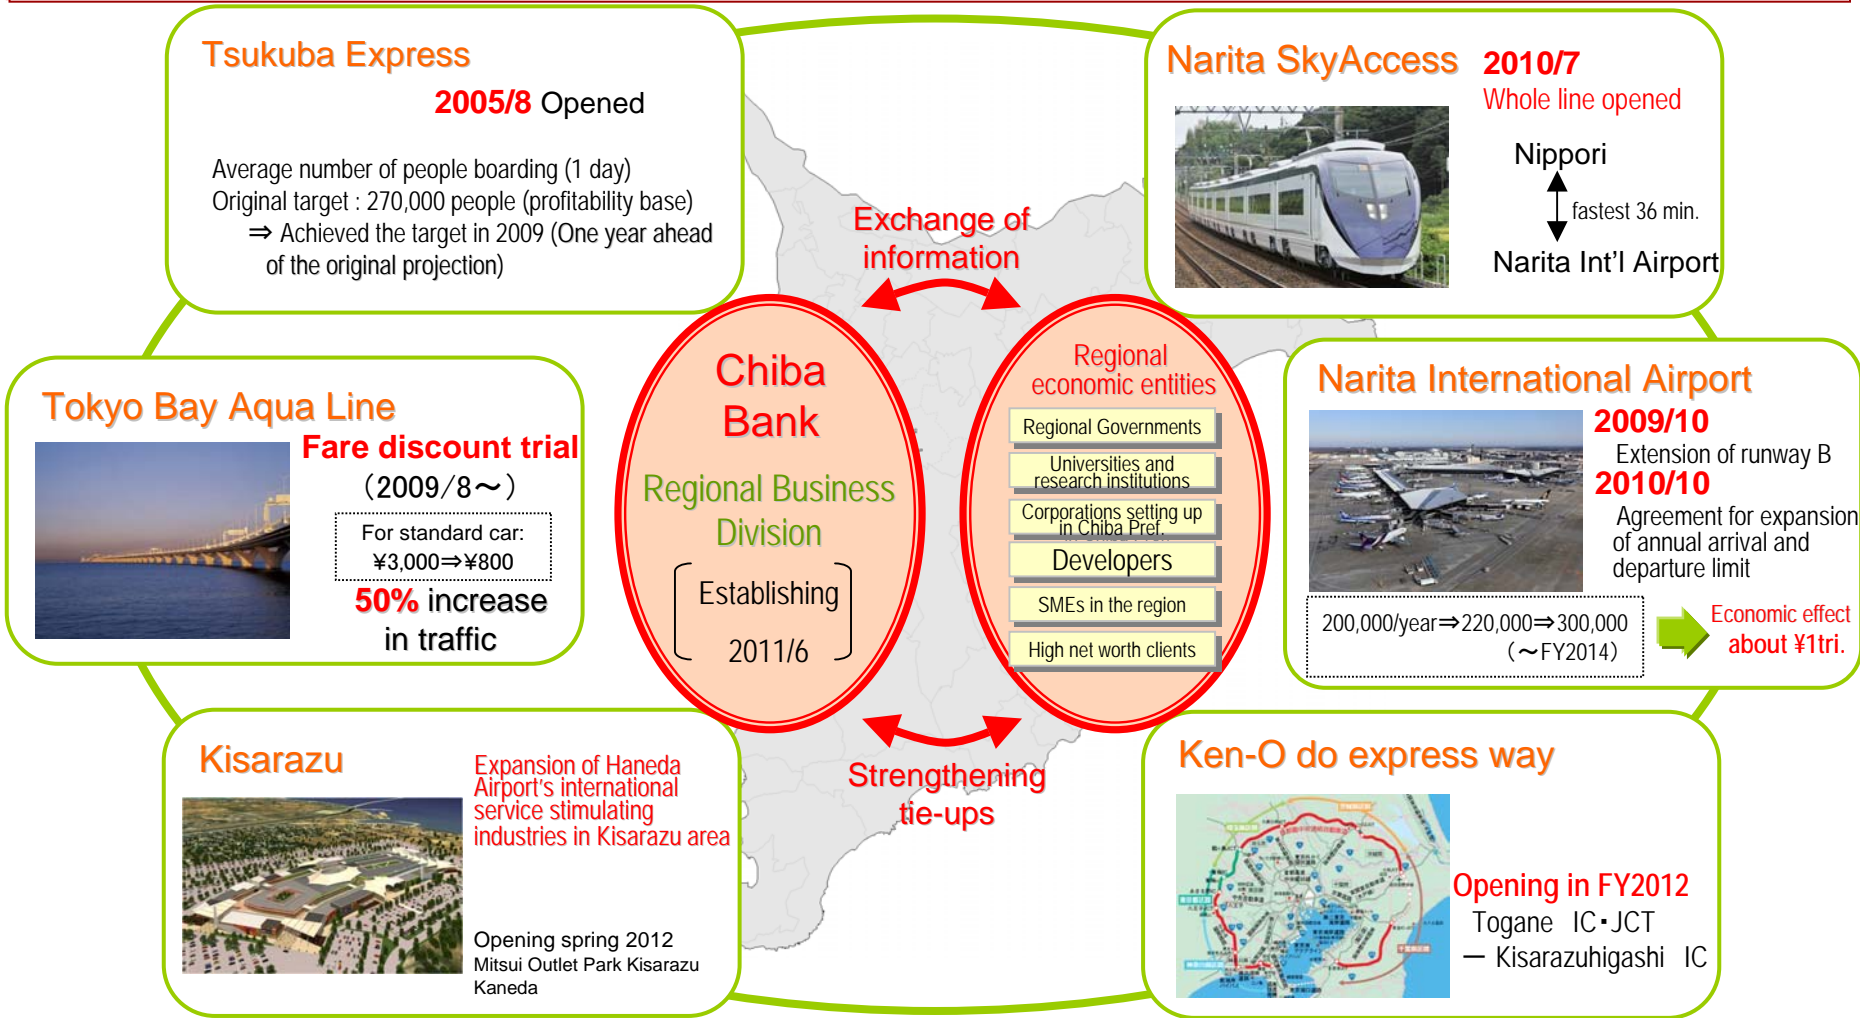 Tsukuba Express
2005/8 Opened
Average number of people boarding (1 day)
Original target : 270,000 people (profitability base)
⇒ Achieved the target in 2009 (One year ahead
of the original projection)
Narita SkyAccess
2010/7
Whole line opened
Nippori
fastest 36 min.
Narita Int'l Airport
Exchange of
information
Tokyo Bay Aqua Line
Fare discount trial
(2009/8～)
For standard car:
¥3,000⇒¥800
50% increase
in traffic
Chiba
Bank
Regional Business
Division
Establishing
2011/6
Regional
economic entities
Regional Governments
Universities and
research institutions
Corporations setting up
in Chiba Pref.
Developers
SMEs in the region
High net worth clients
Narita International Airport
2009/10
Extension of runway B
2010/10
Agreement for expansion
of annual arrival and
departure limit
200,000/year⇒220,000⇒300,000
(～FY2014)
Economic effect
about ¥1tri.
Strengthening
tie-ups
Kisarazu
Expansion of Haneda
Airport's international
service stimulating
industries in Kisarazu area
Opening spring 2012
Mitsui Outlet Park Kisarazu
Kaneda
Ken-O do express way
Opening in FY2012
Togane IC・JCT
— Kisarazuhigashi IC